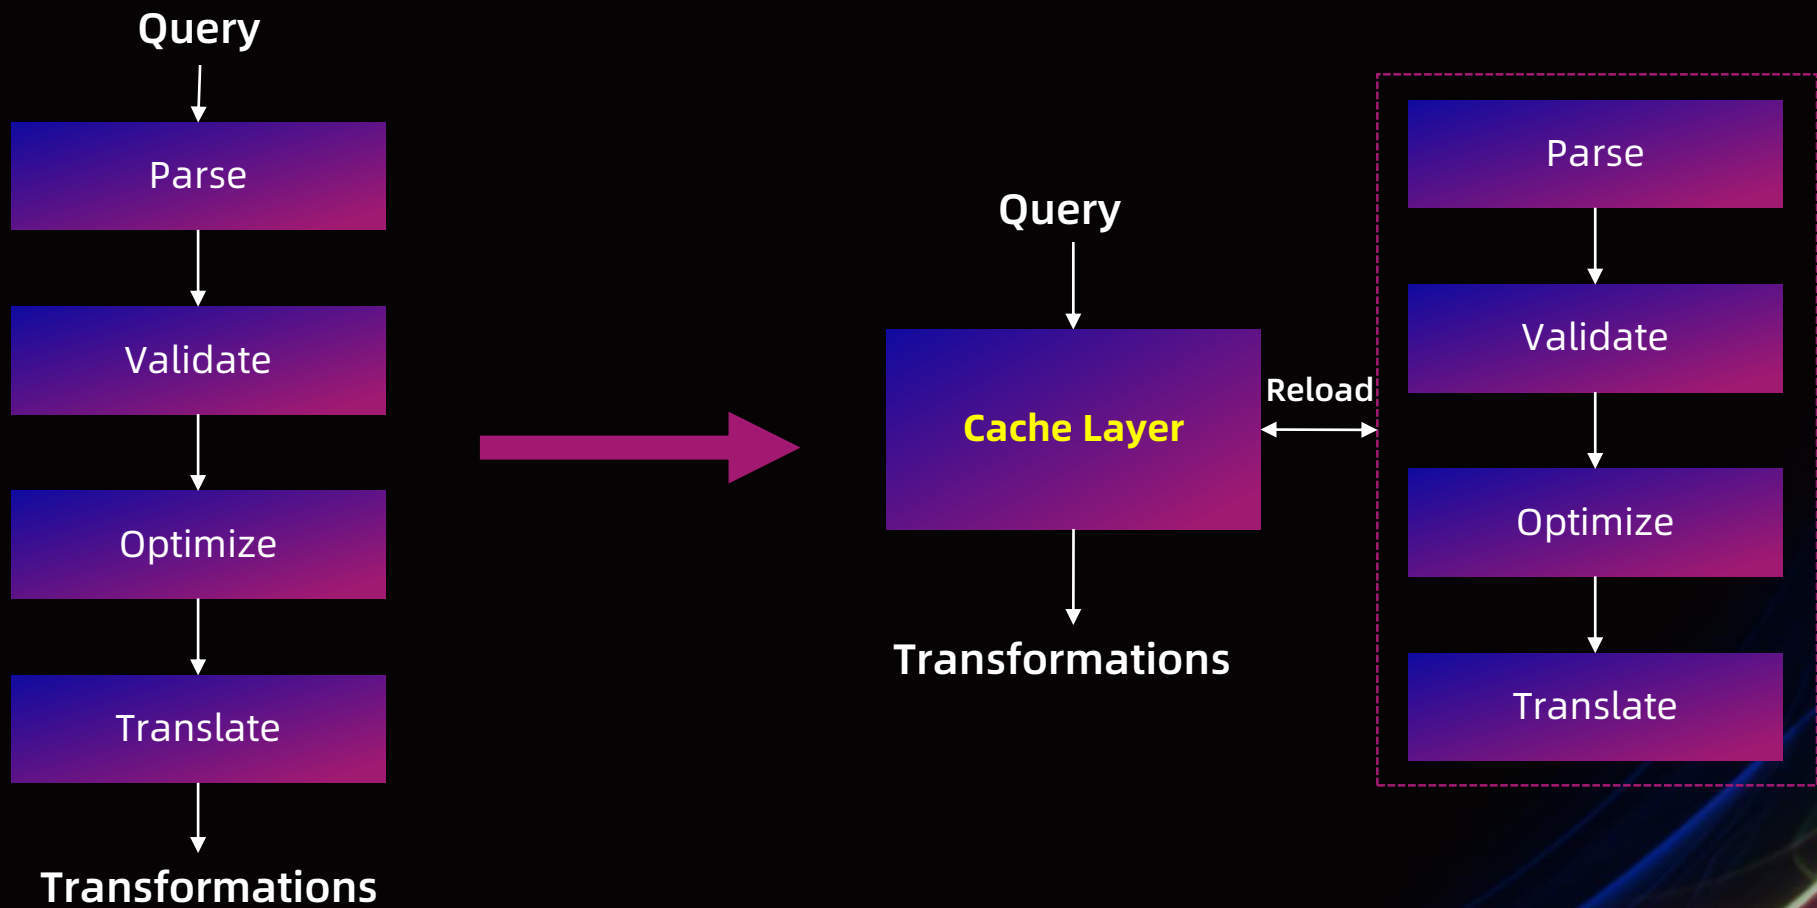 Query
Parse
Validate
Optimize
Translate
Transformations
Query
Cache Layer
Transformations
Reload
Parse
Validate
Optimize
Translate